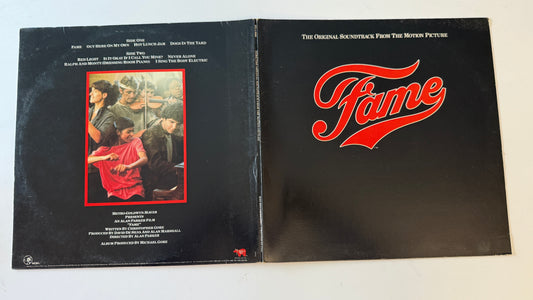 SIDE ONE
FAME OUT HERE ON MY OWN HOT LUNCH JAM DOGS IN THE YARD
SIDE TWO
RED LIGHT IS IT OKAY IF I CALL YOU MINE? NEVER ALONE
RALPH AND MONTY (DRESSING ROOM PIANO) I SING THE BODY ELECTRIC
METRO-GOLDWYN-MAYER
PRESENTS
AN ALAN PARKER FILM
"FAME"
WRITTEN BY CHRISTOPHER GORE
PRODUCED BY DAVID DE SILVA AND ALAN MARSHALL
DIRECTED BY ALAN PARKER
ALBUM PRODUCED BY MICHAEL GORE
THE ORIGINAL SOUNDTRACK FROM THE MOTION PICTURE
Fame